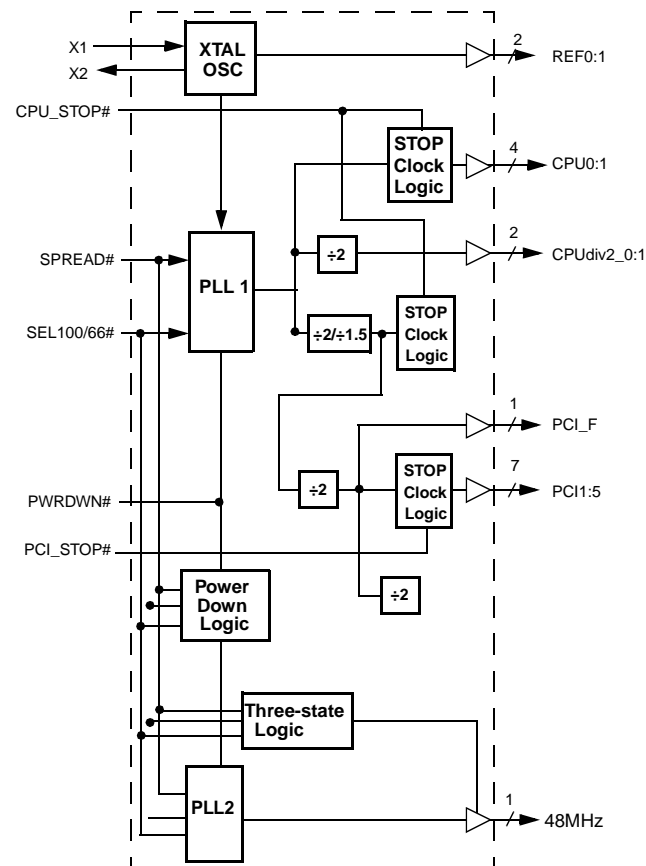 X1
X2
XTAL
OSC
2
REF0:1
CPU_STOP#
STOP
Clock
Logic
4
CPU0:1
SPREAD#
PLL 1
÷2
2
CPUdiv2_0:1
SEL100/66#
÷2/÷1.5
STOP
Clock
Logic
1
PCI_F
PWRDWN#
÷2
STOP
Clock
Logic
7
PCI1:5
PCI_STOP#
Power
Down
Logic
÷2
Three-state
Logic
PLL2
1
48MHz